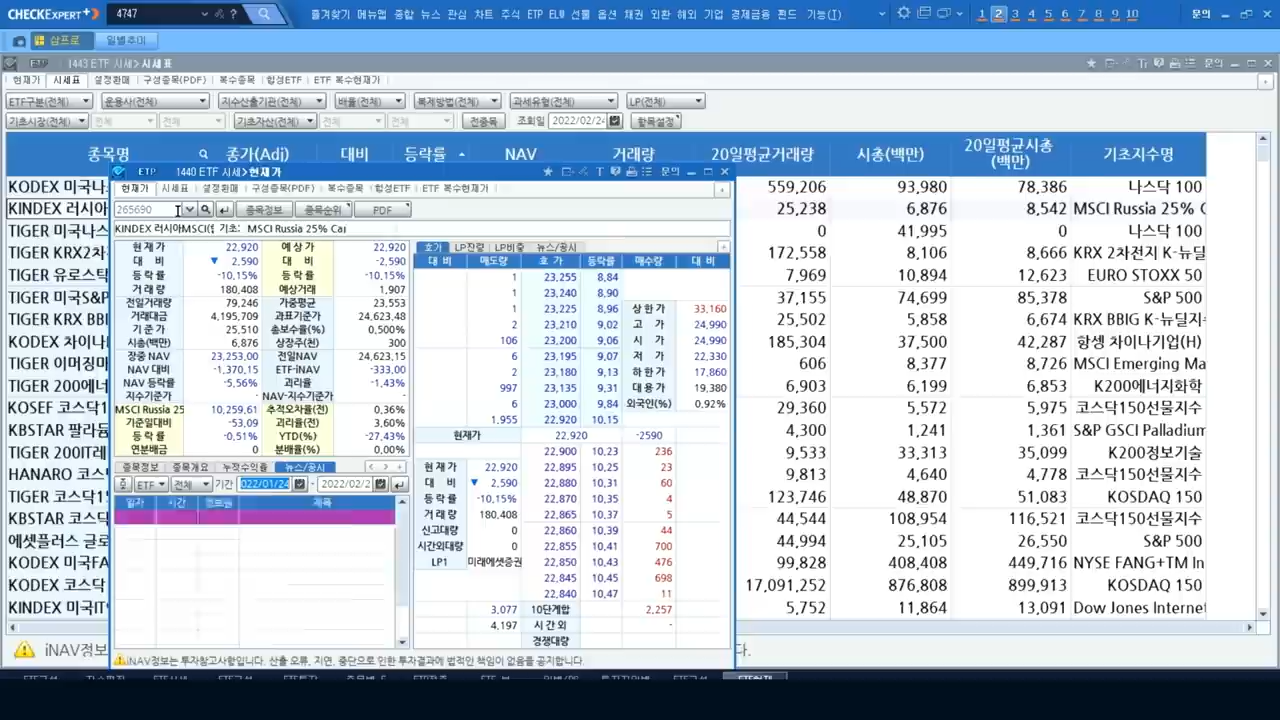 CHECKEXPERT+ 4747 즐겨찾기 메뉴맵 종합 뉴스 관심 차트 주식 ETP ELW 선물 옵션 채권 외환 해외 기업 경제금융 펀드 기능(I) 1 2 3 4 5 6 7 8 9 10 문의
삼프로 일별추이
ETP 1443 ETF 시세>시세표 문의
현재가 시세표 설정환매 구성종목(PDF) 복수종목 합성ETF ETF 복수현재가
ETF구분(전체) 운용사(전체) 지수산출기관(전체) 배율(전체) 복제방법(전체) 과세유형(전체) LP(전체)
기초시장(전체) 전체 전체 기초자산(전체) 전체 전체 전종목 조회일 2022/02/24 항목설정
종목명 종가(Adj) 대비 등락률 NAV 거래량 20일평균거래량 시총(백만) 20일평균시총(백만) 기초지수명
KODEX 미국나 559,206 93,980 78,386 나스닥 100
KINDEX 러시아 25,238 6,876 8,542 MSCI Russia 25% C
TIGER 미국나스 0 41,995 0 나스닥 100
TIGER KRX2차 172,558 8,106 8,666 KRX 2차전지 K-뉴딜
TIGER 유로스탁 7,969 10,894 12,623 EURO STOXX 50
TIGER 미국S&P 37,155 74,699 85,378 S&P 500
TIGER KRX BBI 25,502 5,858 6,674 KRX BBIG K-뉴딜지
KODEX 차이나 185,304 37,500 42,287 항셍 차이나기업(H)
TIGER 이머징마 606 8,377 8,726 MSCI Emerging Ma
TIGER 200에너 6,903 6,199 6,853 K200에너지화학
KOSEF 코스닥1 29,360 5,572 5,975 코스닥150선물지수
KBSTAR 팔라듐 4,300 1,241 1,361 S&P GSCI Palladium
TIGER 200IT레 9,533 33,313 35,099 K200정보기술
HANARO 코스 9,813 4,640 4,778 코스닥150선물지수
TIGER 코스닥1 123,746 48,870 51,083 KOSDAQ 150
KBSTAR 코스닥 44,544 108,954 116,521 코스닥150선물지수
에셋플러스 글로 44,994 25,105 26,550 S&P 500
KODEX 미국FA 99,828 408,408 449,716 NYSE FANG+TM In
KODEX 코스닥 17,091,252 876,808 899,913 KOSDAQ 150
KINDEX 미국IT 5,752 11,864 13,091 Dow Jones Internet
iNAV정보 다.
ETP 1440 ETF 시세>현재가 문의
현재가 시세표 설정환매 구성종목(PDF) 복수종목 합성ETF ETF 복수현재가
265690 종목정보 종목순위 PDF
KINDEX 러시아MSCI( 기초: MSCI Russia 25% Ca
현재가 22,920 예상가 22,920
대비 ▼ 2,590 대비 -2,590
등락률 -10,15% 등락률 -10,15%
거래량 180,408 예상거래 1,907
전일거래량 79,246 가중평균 23,553
거래대금 4,195,709 과표기준가 24,623,48
기준가 25,510 총보수율(%) 0,500%
시총(백만) 6,876 상장주(천) 300
장중 NAV 23,253,00 전일NAV 24,623,15
NAV 대비 -1,370,15 ETF-iNAV -333,00
NAV 등락률 -5,56% 괴리율 -1,43%
지수기준가 - NAV-지수기준가 -
MSCI Russia 25 10,259,61 추적오차율(전) 0,36%
기준일대비 -53,09 괴리율(전) 3,60%
등락률 -0,51% YTD(%) -27,43%
연분배금 0 분배율(%) 0,00%
종목정보 종목개요 누적수익률 뉴스/공시
ETF 전체 기간 022/01/24 - 2022/02/2
일자 시간 정보원 제목
호가 LP잔량 LP비중 뉴스/공시
대비 매도량 호가 등락률 매수량 대비
1 23,255 8,84
1 23,240 8,90
1 23,225 8,96 상한가 33,160
2 23,210 9,02 고가 24,990
106 23,200 9,06 시가 24,990
6 23,195 9,07 저가 22,330
2 23,180 9,13 하한가 17,860
997 23,135 9,31 대용가 19,380
6 23,000 9,84 외국인(%) 0,92%
1,955 22,920 10,15
현재가 22,920 -2590
22,900 10,23 236
현재가 22,920 22,895 10,25 23
대비 ▼ 2,590 22,880 10,31 60
등락률 -10,15% 22,870 10,35 4
거래량 180,408 22,865 10,37 5
신고대량 0 22,860 10,39 44
시간외대량 0 22,855 10,41 700
LP1 미래에셋증권 22,850 10,43 476
22,845 10,45 698
22,840 10,47 11
3,077 10단계합 2,257
4,197 시간외 -
경쟁대량
iNAV정보는 투자참고사항입니다. 산출 오류, 지연, 중단으로 인한 투자결과에 법적인 책임이 없음을 공지합니다.